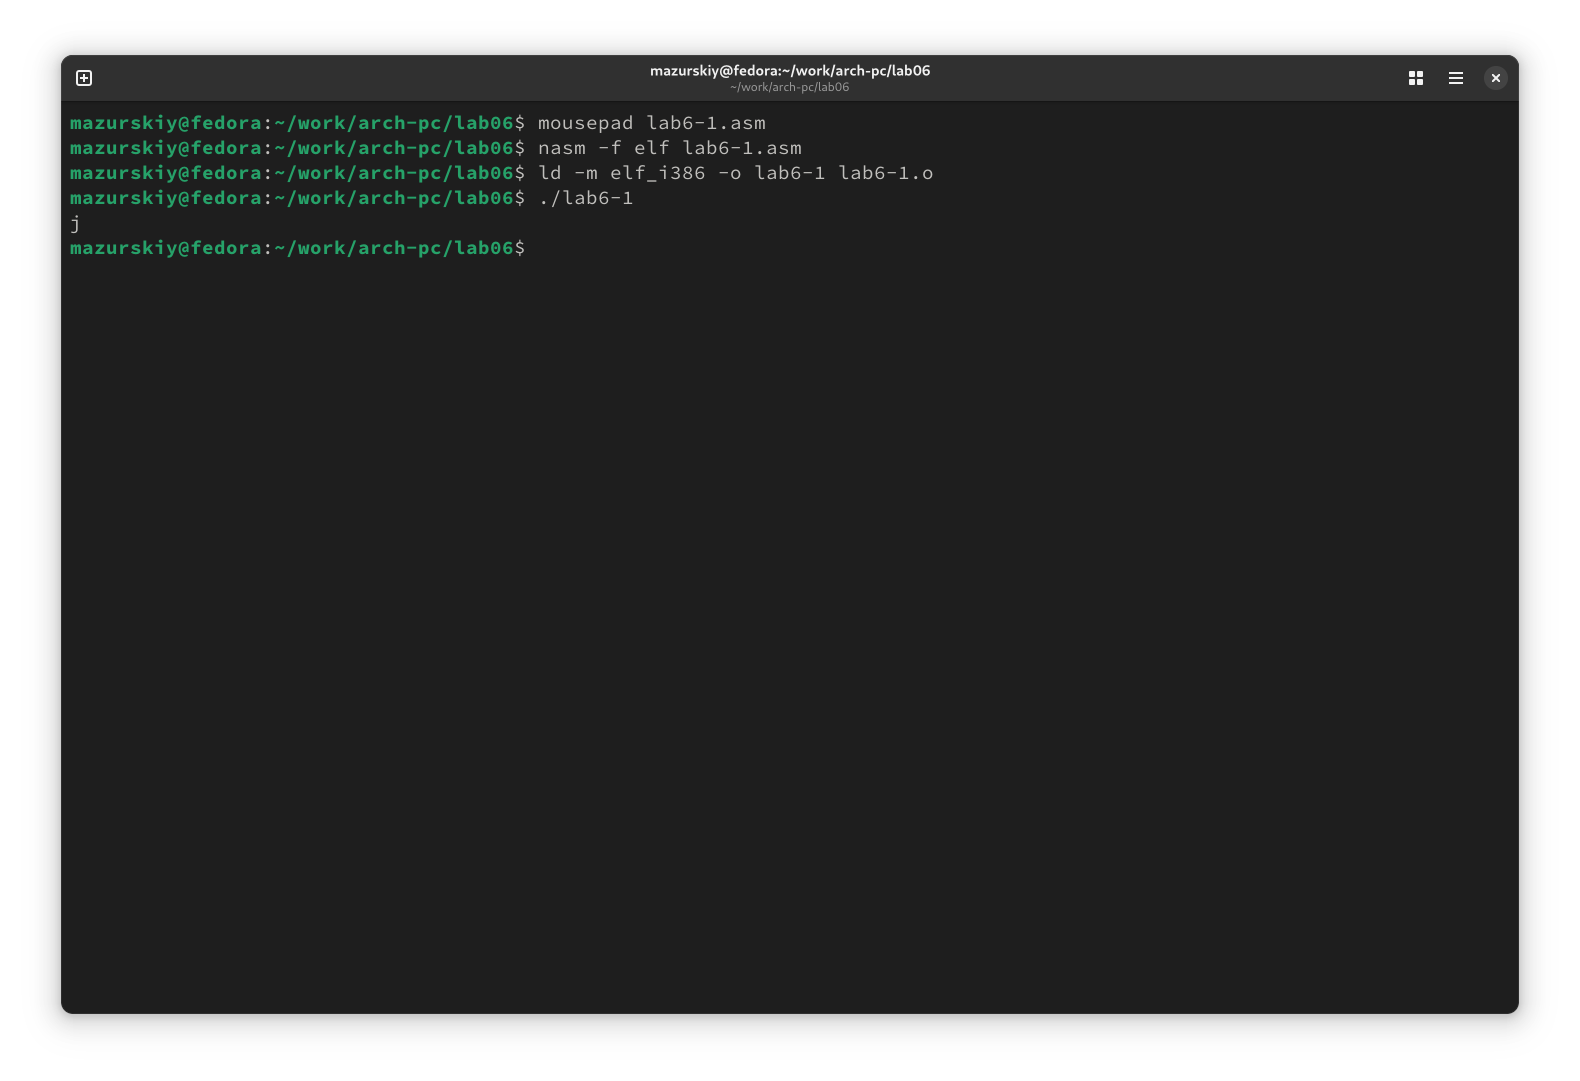 mazurskiy@fedora:~/work/arch-pc/lab06
~/work/arch-pc/lab06
mazurskiy@fedora:~/work/arch-pc/lab06$ mousepad lab6-1.asm
mazurskiy@fedora:~/work/arch-pc/lab06$ nasm -f elf lab6-1.asm
mazurskiy@fedora:~/work/arch-pc/lab06$ ld -m elf_i386 -o lab6-1 lab6-1.o
mazurskiy@fedora:~/work/arch-pc/lab06$ ./lab6-1
j
mazurskiy@fedora:~/work/arch-pc/lab06$